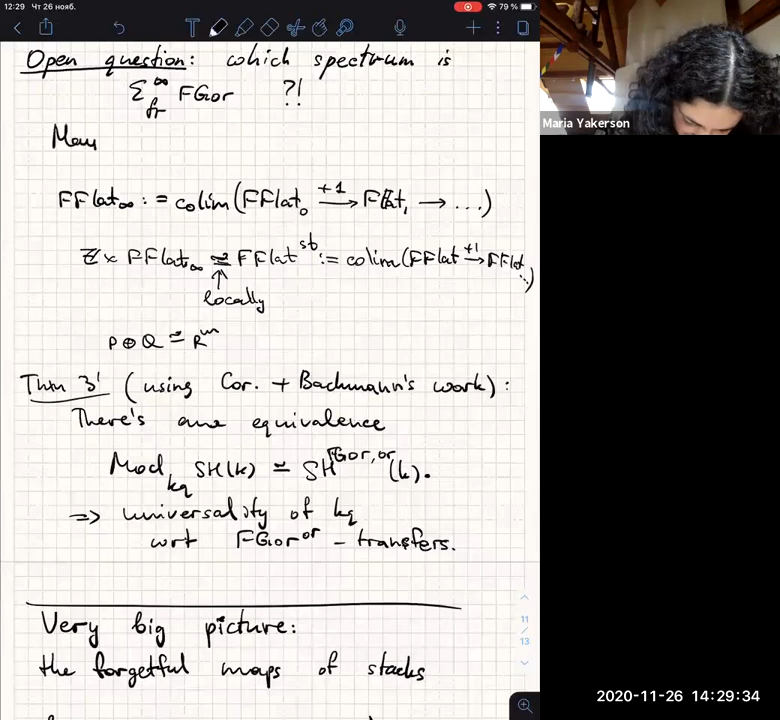 12:29 Чт 26 нояб.
79 %
Maria Yakerson
Open question: which spectrum is
Σ^∞_fr FGor ?!
FFlat_∞ := colim(FFlat_0 →^{+1} FFlat_1 → ...)
Z × FFlat_∞ ≃ FFlat^st := colim(FFlat →^{+1} FFlat ...)
↑
locally
P ⊕ Q ≃ R^n
Thm 3' (using Cor. + Bachmann's work):
There's an equivalence
Mod_kq SH(k) ≃ SH^{FGor,or}(k).
=> universality of kq
wrt FGor^or - transfers.
Very big picture:
the forgetful maps of stacks
11
/
13
2020-11-26 14:29:34